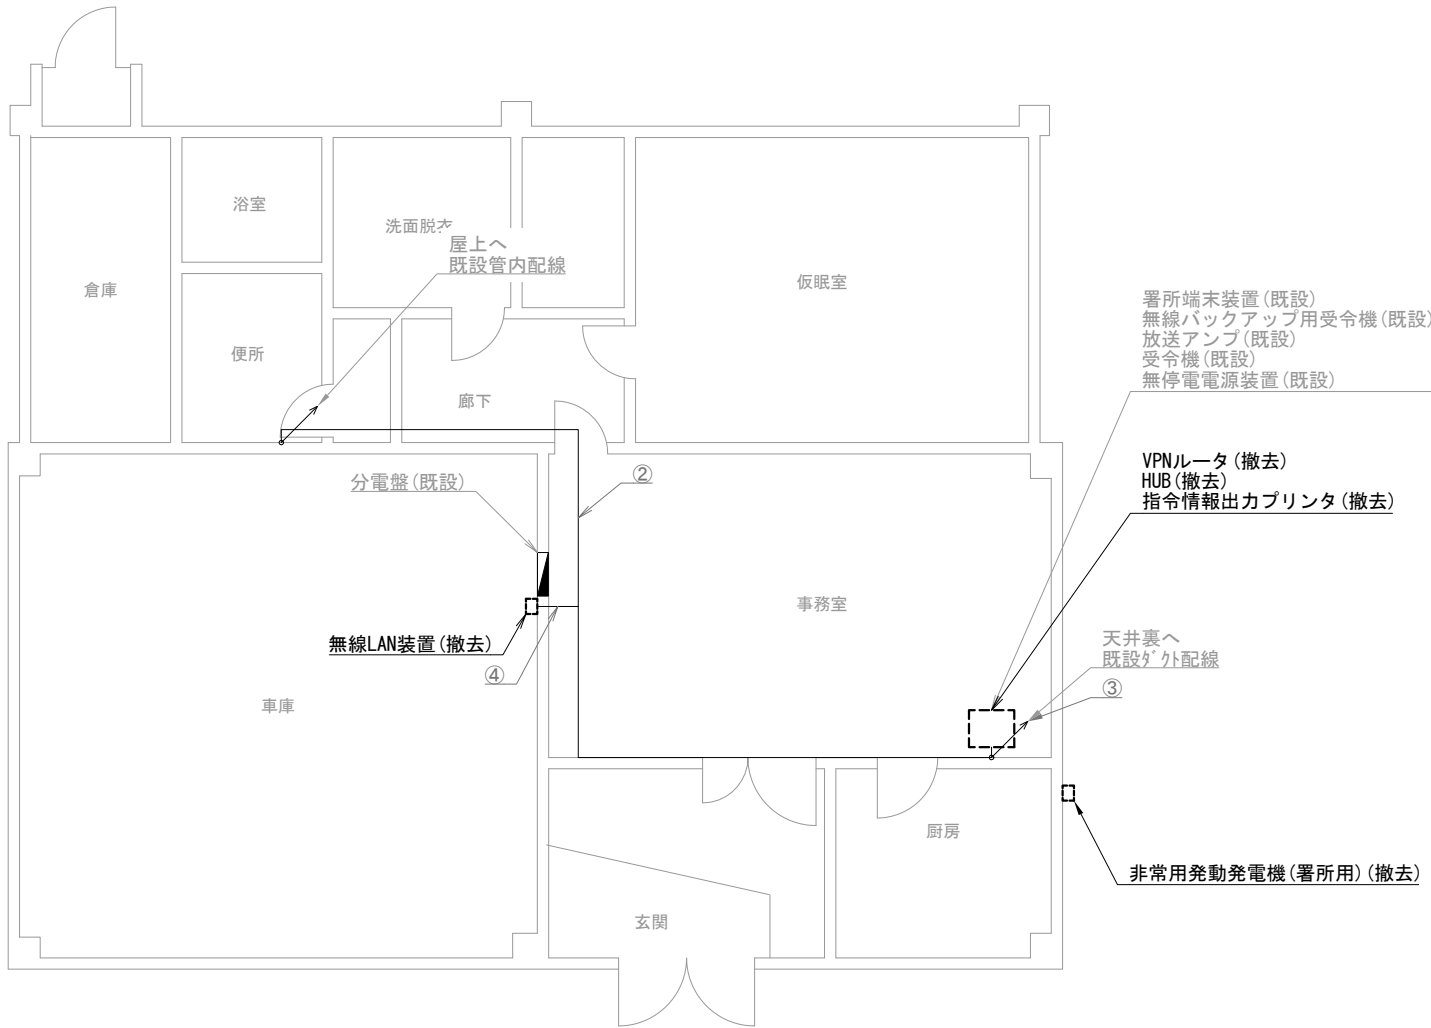 浴室
洗面脱衣
屋上へ
既設管内配線
倉庫
仮眠室
署所端末装置(既設)
無線バックアップ用受令機(既設)
放送アンプ(既設)
受令機(既設)
無停電電源装置(既設)
便所
廊下
VPNルータ(撤去)
HUB(撤去)
指令情報出力プリンタ(撤去)
②
分電盤(既設)
事務室
無線LAN装置(撤去)
④
天井裏へ
既設ダクト配線
③
車庫
厨房
非常用発動発電機(署所用)(撤去)
玄関